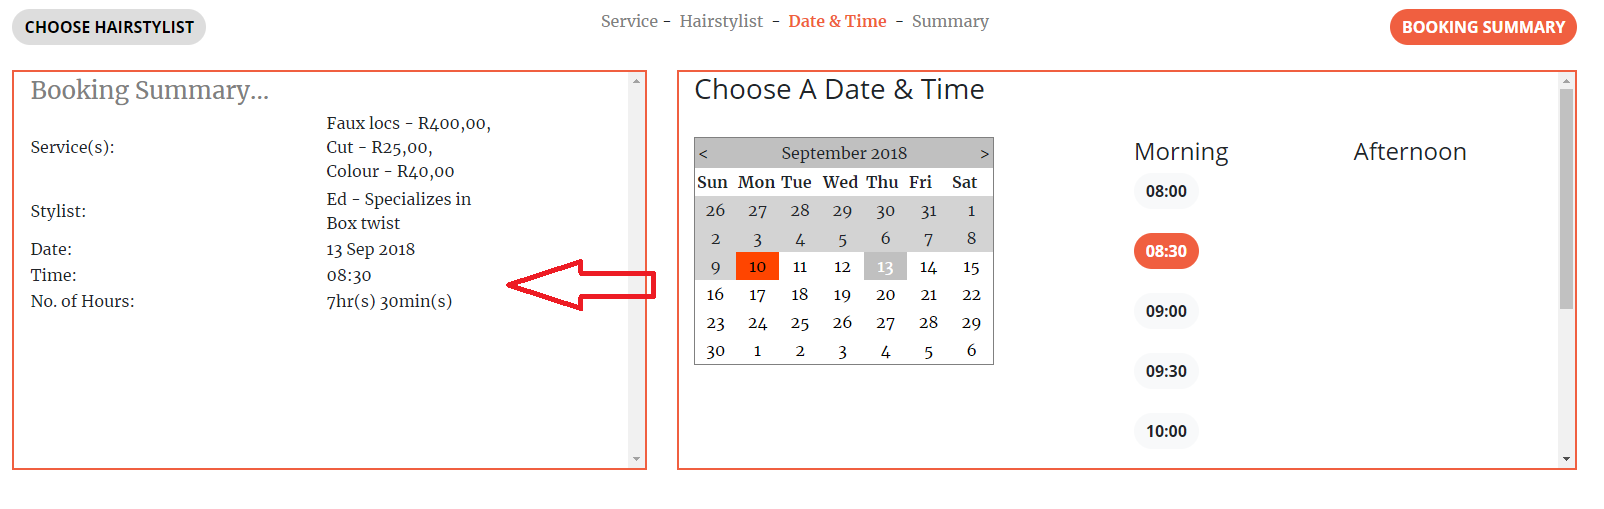 CHOOSE HAIRSTYLIST
Service - Hairstylist - Date & Time - Summary
BOOKING SUMMARY
Booking Summary...
Service(s):
Faux locs - R400,00,
Cut - R25,00,
Colour - R40,00
Stylist:
Ed - Specializes in
Box twist
Date: 13 Sep 2018
Time: 08:30
No. of Hours: 7hr(s) 30min(s)
Choose A Date & Time
< September 2018 >
Sun Mon Tue Wed Thu Fri Sat
26 27 28 29 30 31 1
2 3 4 5 6 7 8
9 10 11 12 13 14 15
16 17 18 19 20 21 22
23 24 25 26 27 28 29
30 1 2 3 4 5 6
Morning
08:00
08:30
09:00
09:30
10:00
Afternoon